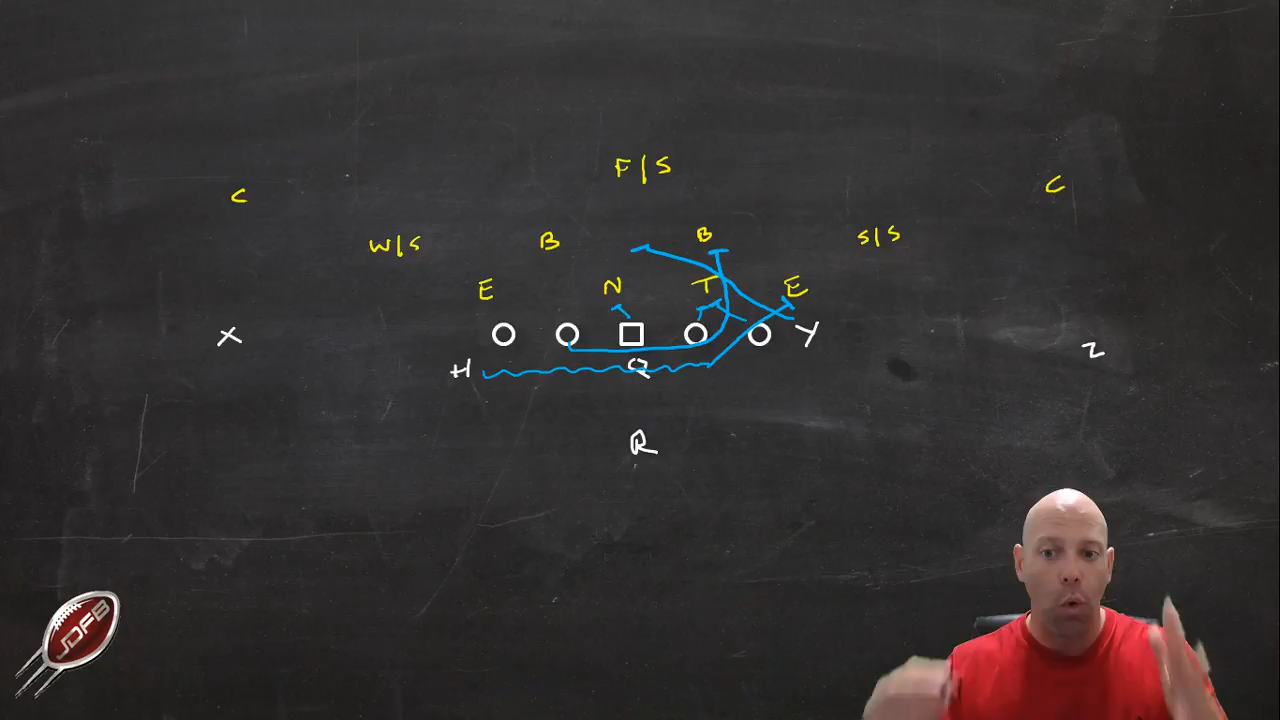 F|S
C C
W|S B B S|S
E N T E
X Y Z
H Q
R
JDFB